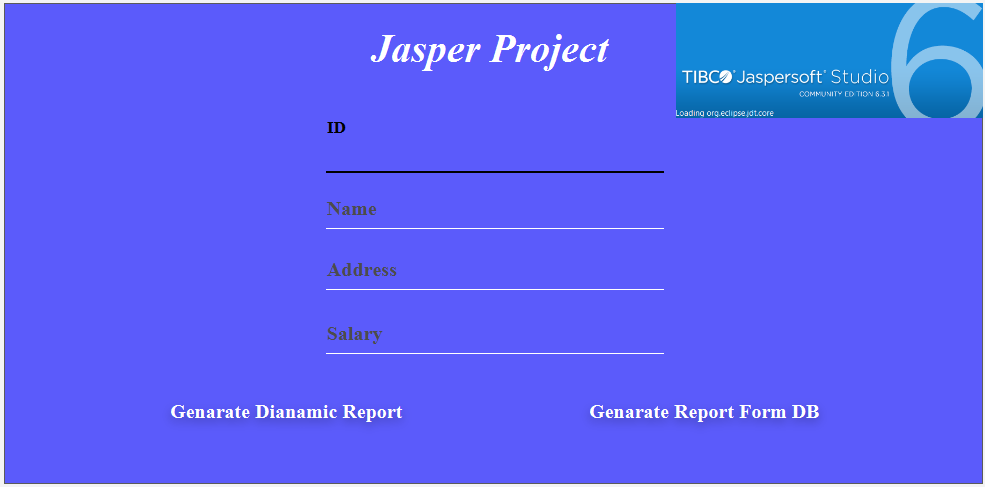 Jasper Project
TIBCO® Jaspersoft® Studio
COMMUNITY EDITION 6.3.1
Loading org.eclipse.jdt.core
6
ID
Name
Address
Salary
Genarate Dianamic Report
Genarate Report Form DB